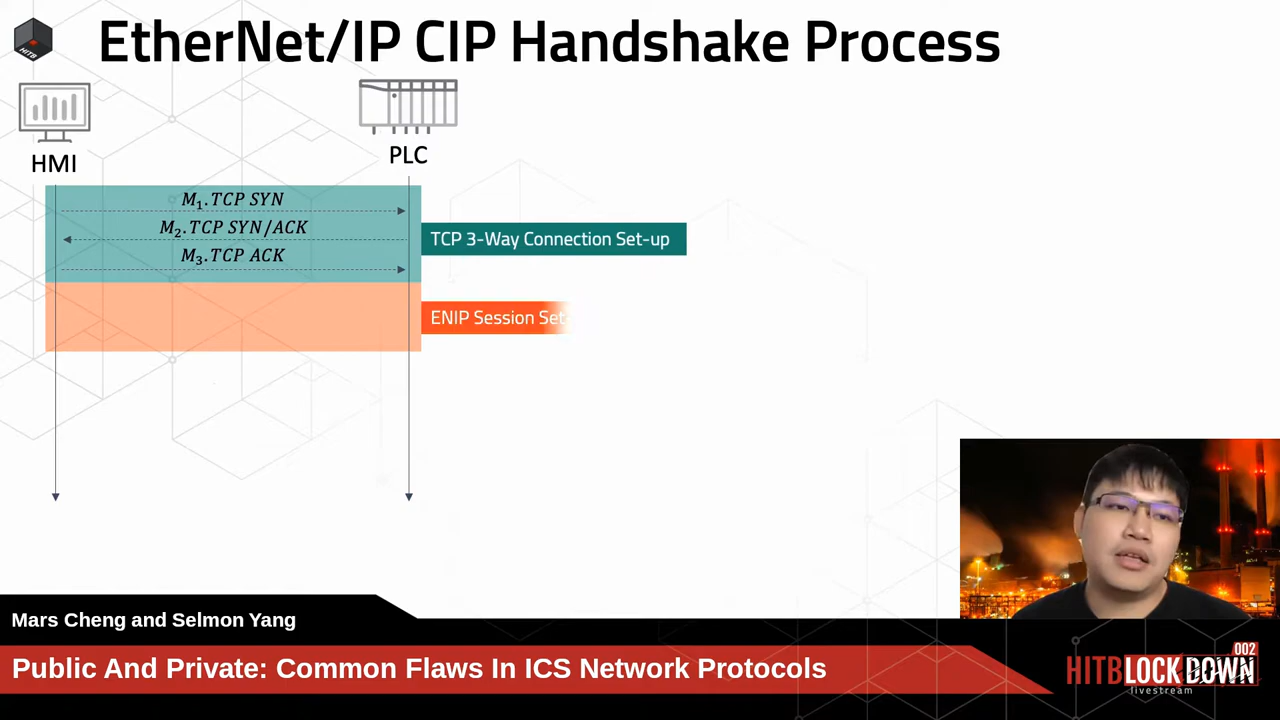 EtherNet/IP CIP Handshake Process
HITB
HMI
PLC
M₁.TCP SYN
M₂.TCP SYN/ACK
M₃.TCP ACK
TCP 3-Way Connection Set-up
ENIP Session Set
Mars Cheng and Selmon Yang
Public And Private: Common Flaws In ICS Network Protocols
002
HITBLOCKDOWN
livestream